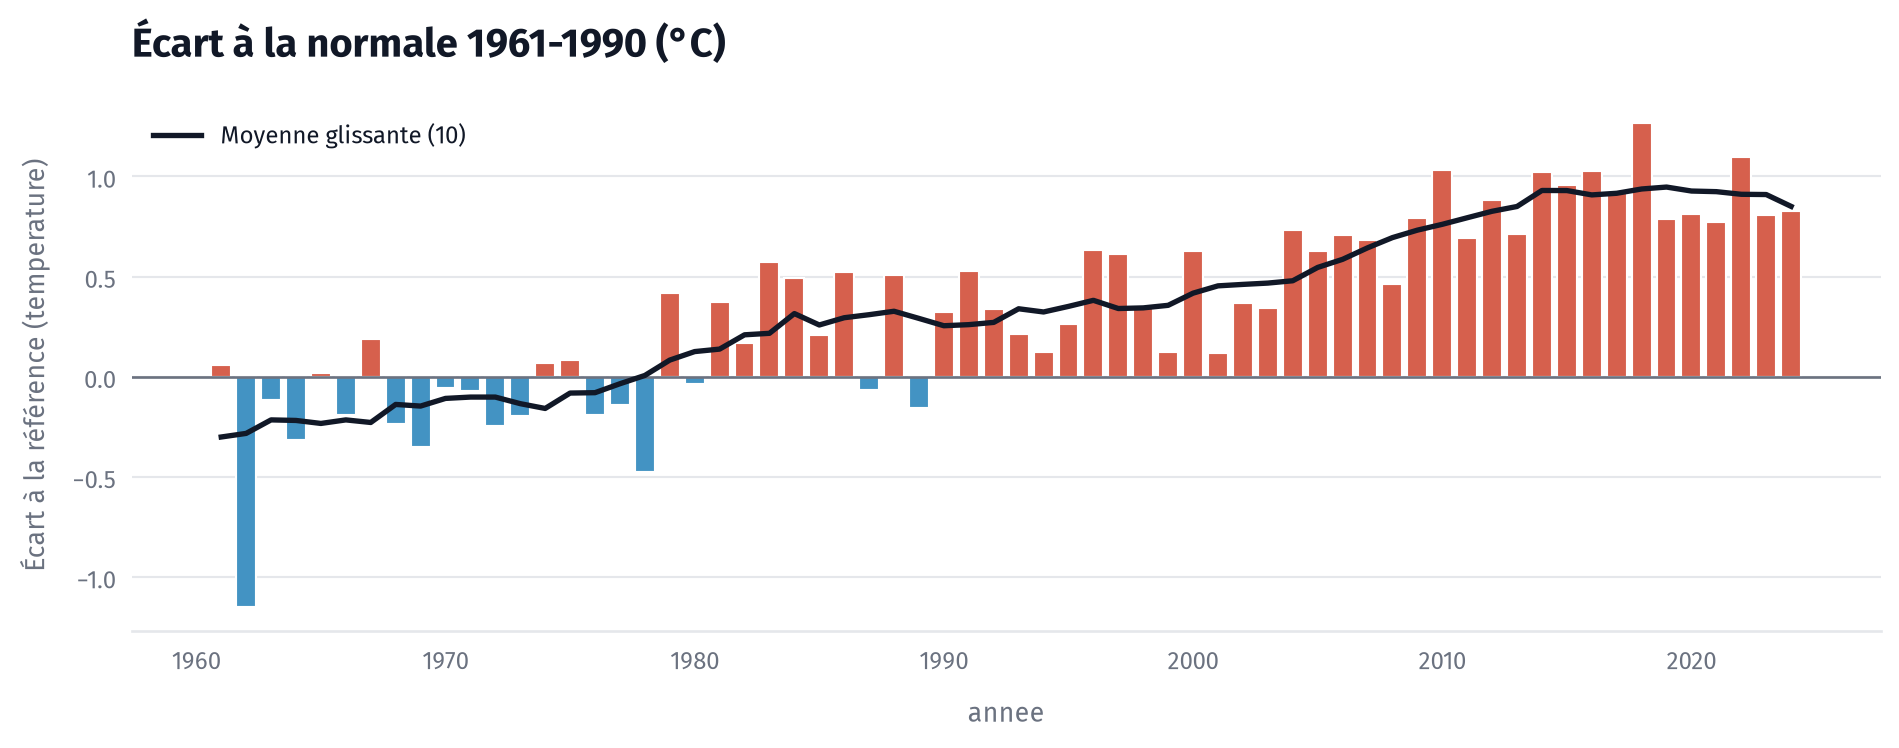 Écart à la normale 1961-1990 (°C)
Moyenne glissante (10)
Écart à la référence (temperature)
1.0
0.5
0.0
−0.5
−1.0
1960 1970 1980 1990 2000 2010 2020
annee